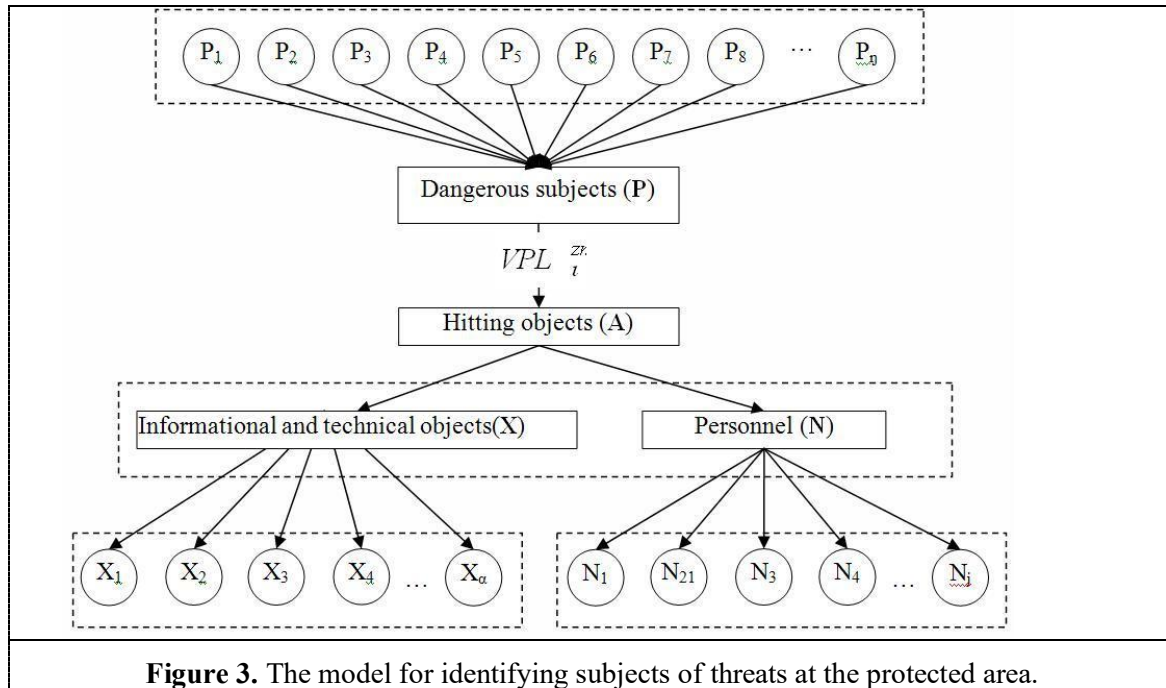 P₁ P₂ P₃ P₄ P₅ P₆ P₇ P₈ ... Pη
Dangerous subjects (P)
VPL zr. ı
Hitting objects (A)
Informational and technical objects(X) Personnel (N)
X₁ X₂ X₃ X₄ ... Xα N₁ N₂₁ N₃ N₄ ... Nj
Figure 3. The model for identifying subjects of threats at the protected area.